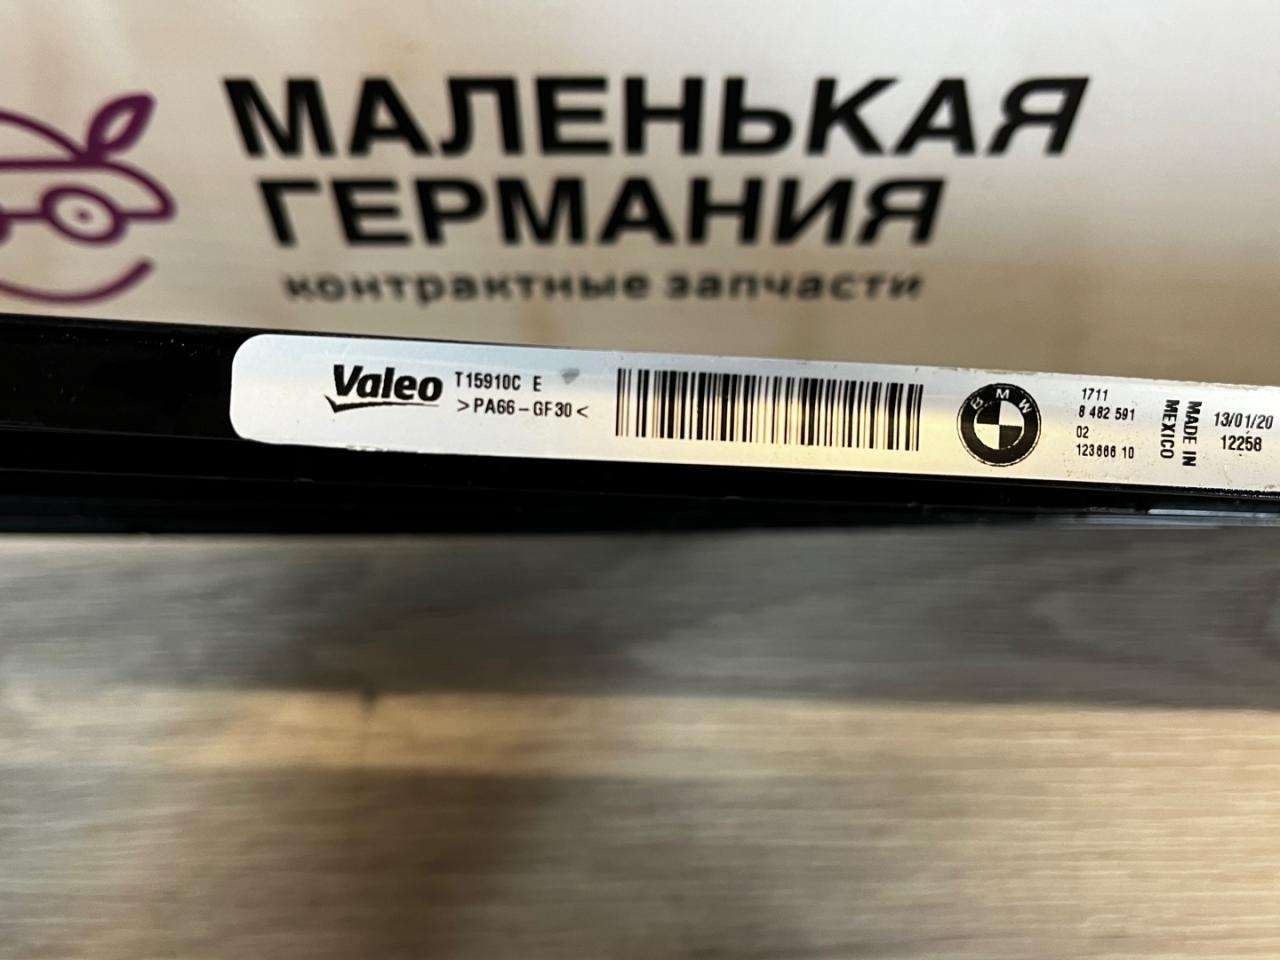 МАЛЕНЬКАЯ
ГЕРМАНИЯ
контрактные запчасти
Valeo
T15910C E
>PA66-GF30<
BMW
1711
8 482 591
02
123666 10
MADE IN
MEXICO
13/01/20
12258